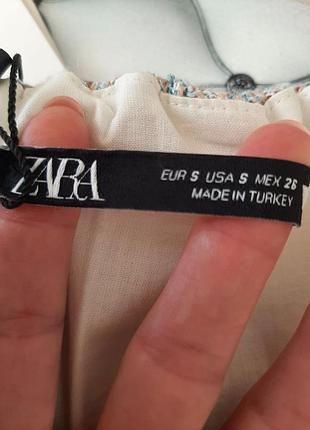 ZARA
EUR S USA S MEX 26
MADE IN TURKEY